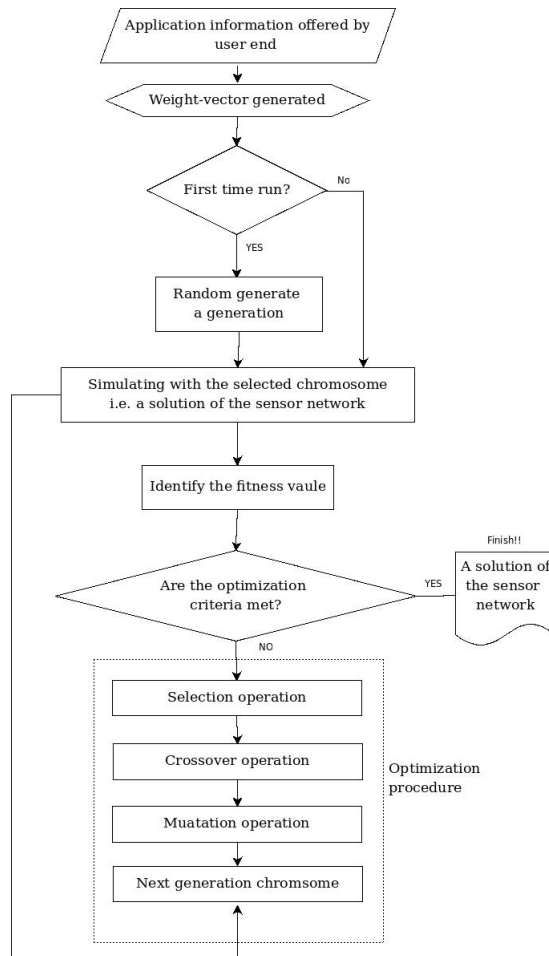 Application information offered by
user end
Weight-vector generated
First time run?
No
YES
Random generate
a generation
Simulating with the selected chromosome
i.e. a solution of the sensor network
Identify the fitness vaule
Are the optimization
criteria met?
YES
Finish!!
A solution of
the sensor
network
NO
Selection operation
Crossover operation
Optimization
procedure
Muatation operation
Next generation chromsome